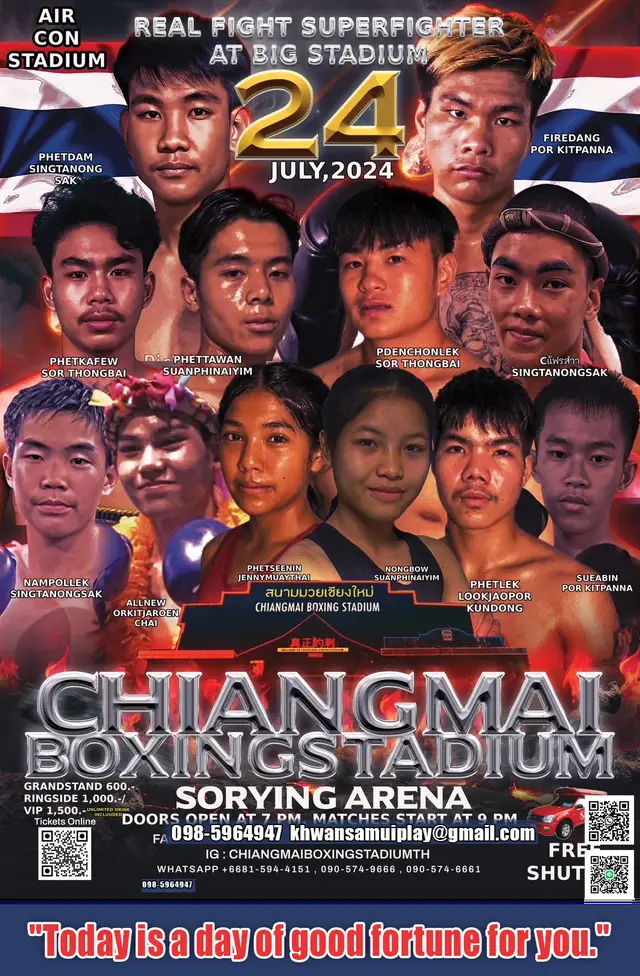 AIR
CON
STADIUM
REAL FIGHT SUPERFIGHTER
AT BIG STADIUM
24
JULY,2024
PHETDAM
SINGTANONG
SAK
FIREDANG
POR KITPANNA
PHETKAFEW
SOR THONGBAI
PHETTAWAN
SUANPHINAIYIM
PDENCHONLEK
SOR THONGBAI
SINGTANONGSAK
NAMPOLLEK
SINGTANONGSAK
ALLNEW
ORKITJAROEN
CHAI
PHETSEENIN
JENNYMUAYTHAI
NONGBOW
SUANPHINAIYIM
PHETLEK
LOOKJAOPOR
KUNDONG
SUEABIN
POR KITPANNA
สนามมวยเชียงใหม่
CHIANGMAI BOXING STADIUM
CHIANGMAI
BOXINGSTADIUM
SORYING ARENA
GRANDSTAND 600.-
RINGSIDE 1,000.-/
VIP 1,500.-
UNLIMITED DRINK
Tickets Online
DOORS OPEN AT 7 PM. MATCHES START AT 9 PM
098-5964947 khwansamuiplay@gmail.com
IG : CHIANGMAIBOXINGSTADIUMTH
WHATSAPP +6681-594-4151 , 090-574-9666 , 090-574-6661
098-5964947
"Today is a day of good fortune for you."